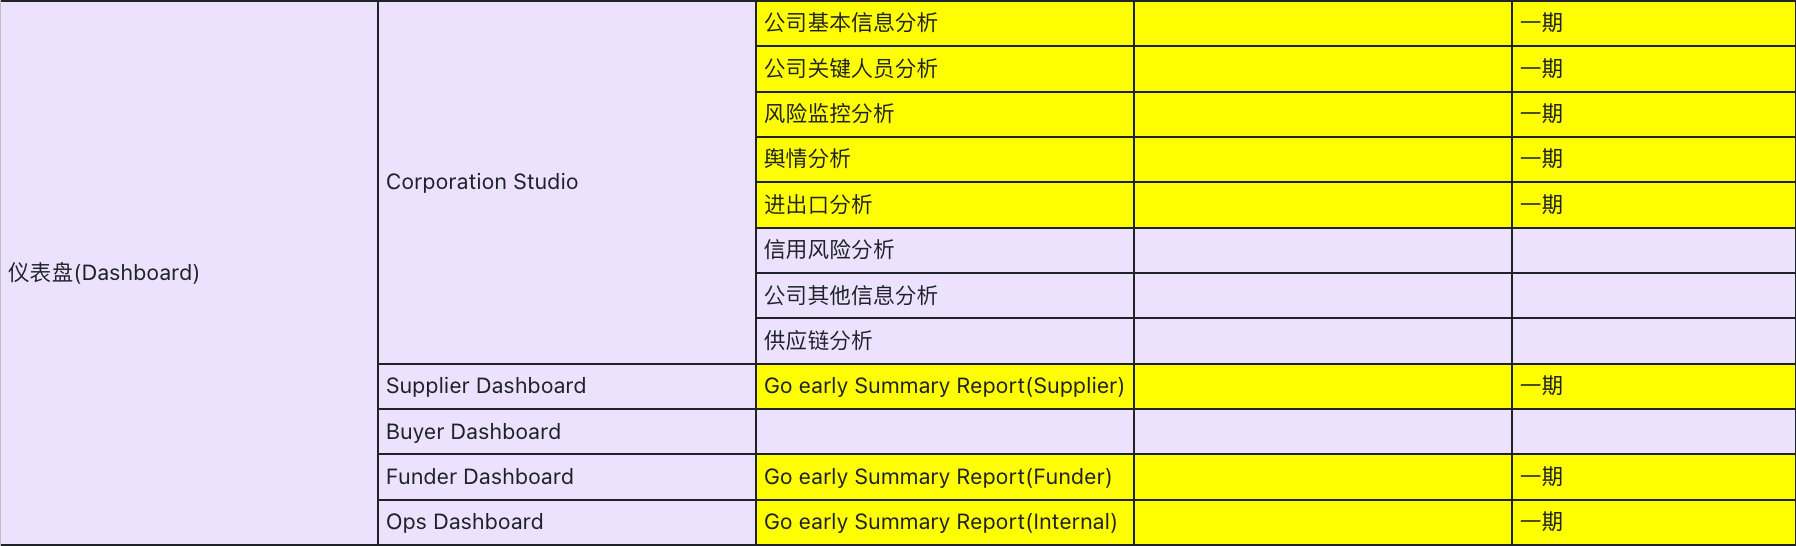 公司基本信息分析 一期
公司关键人员分析 一期
风险监控分析 一期
舆情分析 一期
Corporation Studio
进出口分析 一期
信用风险分析
仪表盘(Dashboard)
公司其他信息分析
供应链分析
Supplier Dashboard Go early Summary Report(Supplier) 一期
Buyer Dashboard
Funder Dashboard Go early Summary Report(Funder) 一期
Ops Dashboard Go early Summary Report(Internal) 一期